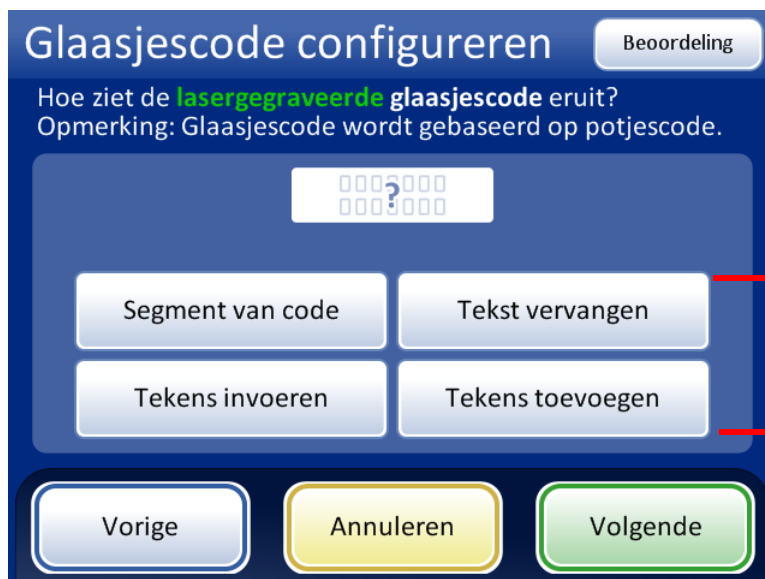 Glaasjescode configureren
Beoordeling
Hoe ziet de lasergegraveerde glaasjescode eruit?
Opmerking: Glaasjescode wordt gebaseerd op potjescode.
?
Segment van code
Tekst vervangen
Tekens invoeren
Tekens toevoegen
Vorige
Annuleren
Volgende